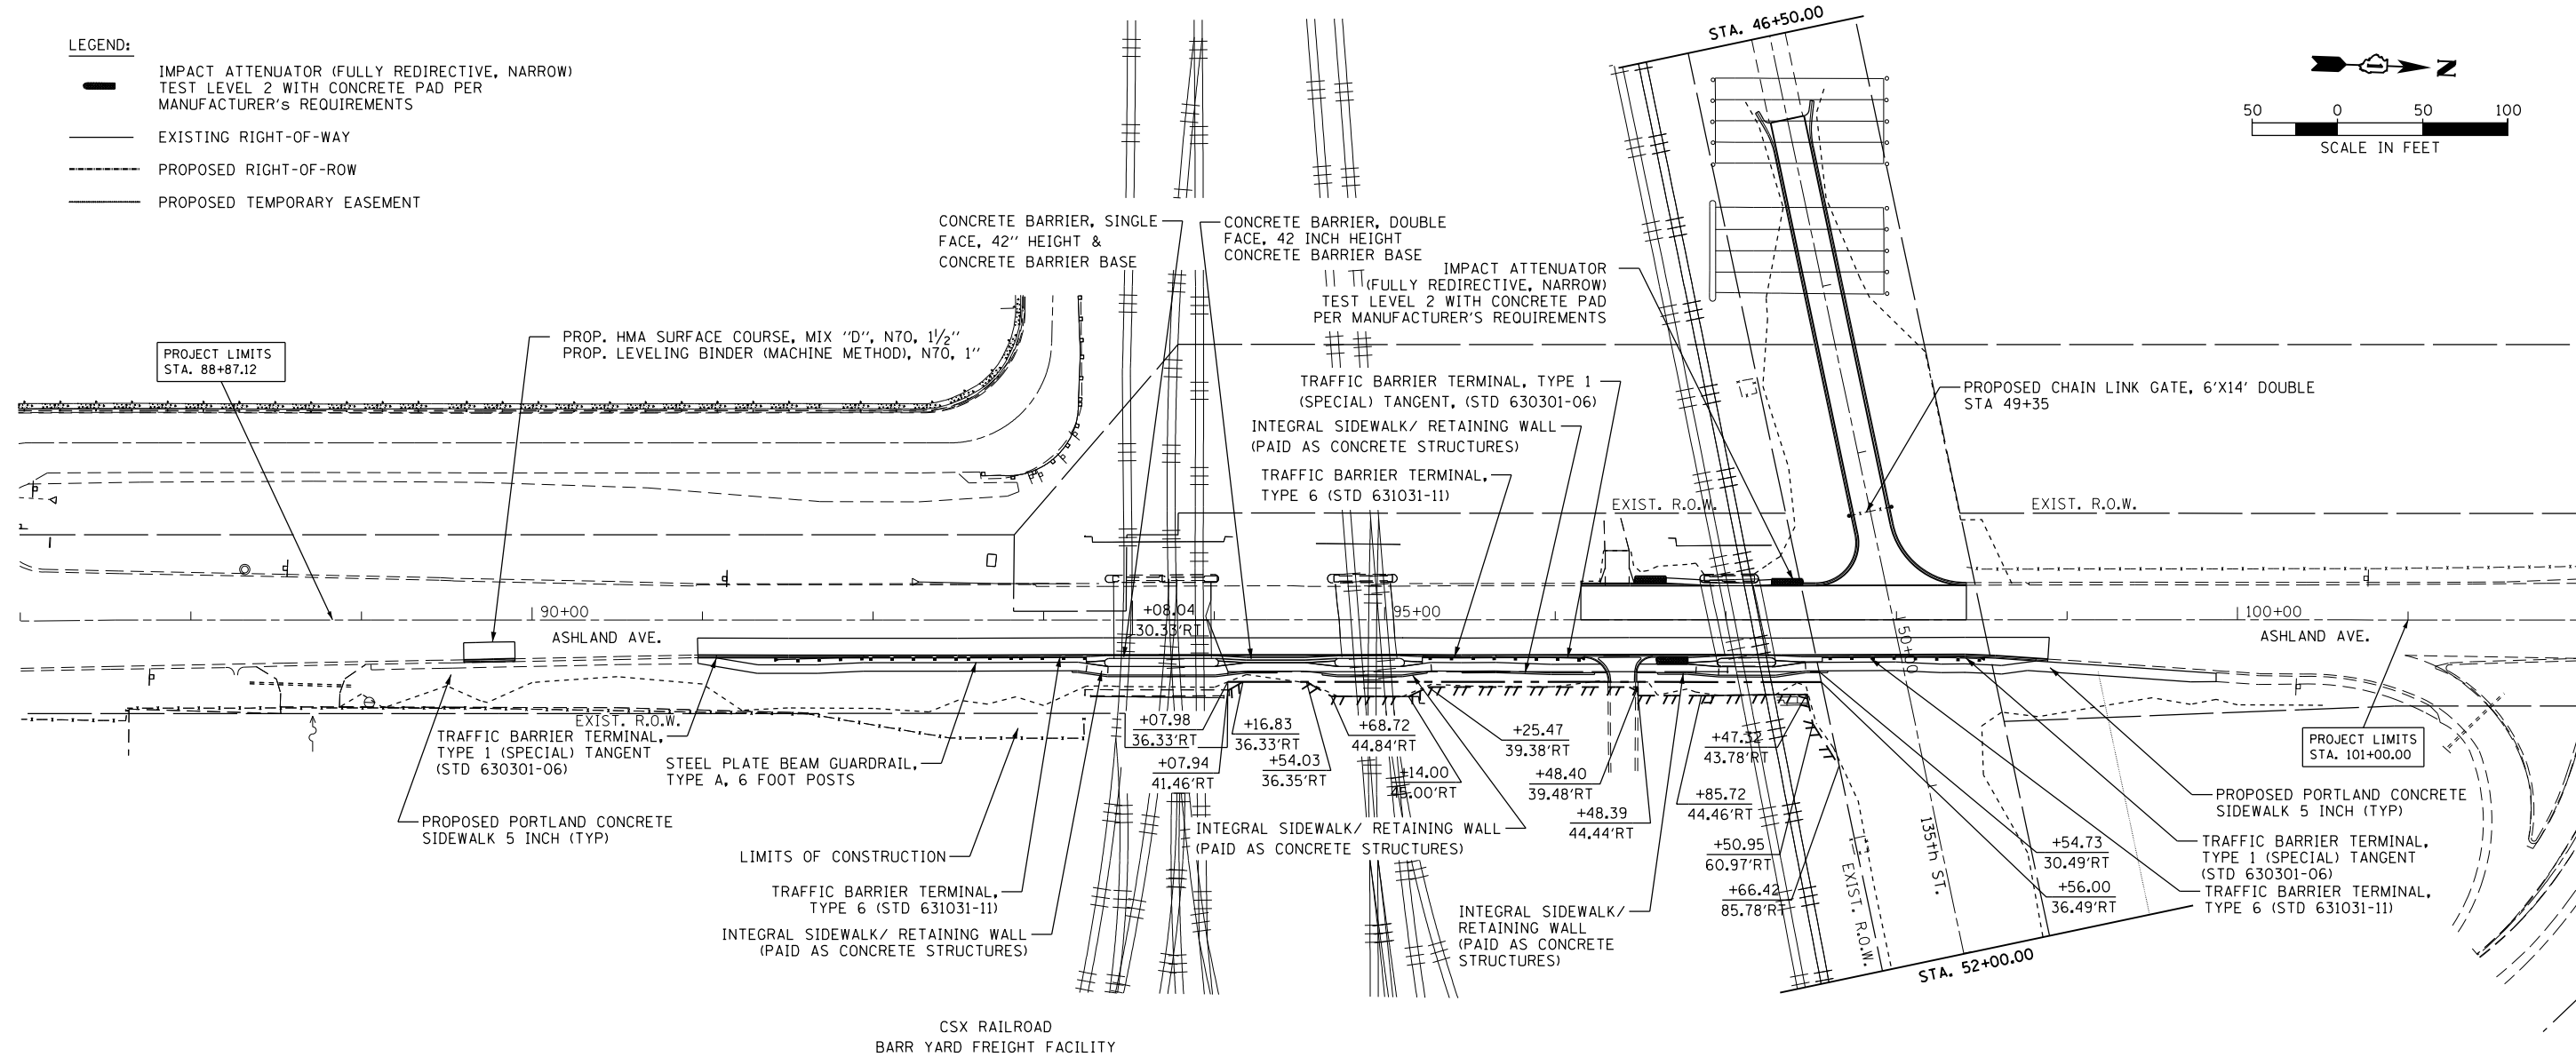 LEGEND:
IMPACT ATTENUATOR (FULLY REDIRECTIVE, NARROW)
TEST LEVEL 2 WITH CONCRETE PAD PER
MANUFACTURER's REQUIREMENTS
EXISTING RIGHT-OF-WAY
PROPOSED RIGHT-OF-ROW
PROPOSED TEMPORARY EASEMENT
STA. 46+50.00
N
50 0 50 100
SCALE IN FEET
CONCRETE BARRIER, SINGLE
FACE, 42'' HEIGHT &
CONCRETE BARRIER BASE
CONCRETE BARRIER, DOUBLE
FACE, 42 INCH HEIGHT
CONCRETE BARRIER BASE
IMPACT ATTENUATOR
(FULLY REDIRECTIVE, NARROW)
TEST LEVEL 2 WITH CONCRETE PAD
PER MANUFACTURER'S REQUIREMENTS
PROJECT LIMITS
STA. 88+87.12
PROP. HMA SURFACE COURSE, MIX "D", N70, 1½"
PROP. LEVELING BINDER (MACHINE METHOD), N70, 1"
TRAFFIC BARRIER TERMINAL, TYPE 1
(SPECIAL) TANGENT, (STD 630301-06)
INTEGRAL SIDEWALK/ RETAINING WALL
(PAID AS CONCRETE STRUCTURES)
TRAFFIC BARRIER TERMINAL,
TYPE 6 (STD 631031-11)
PROPOSED CHAIN LINK GATE, 6'X14' DOUBLE
STA 49+35
EXIST. R.O.W.
EXIST. R.O.W.
90+00
+08.04
30.33'RT
95+00
50+00
100+00
ASHLAND AVE.
ASHLAND AVE.
EXIST. R.O.W.
TRAFFIC BARRIER TERMINAL,
TYPE 1 (SPECIAL) TANGENT
(STD 630301-06)
STEEL PLATE BEAM GUARDRAIL,
TYPE A, 6 FOOT POSTS
+07.98
36.33'RT
+07.94
41.46'RT
+16.83
36.33'RT
+54.03
36.35'RT
+68.72
44.84'RT
+14.00
45.00'RT
+25.47
39.38'RT
+48.40
39.48'RT
+48.39
44.44'RT
+47.32
43.78'RT
+85.72
44.46'RT
+50.95
60.97'RT
+66.42
85.78'RT
PROJECT LIMITS
STA. 101+00.00
PROPOSED PORTLAND CONCRETE
SIDEWALK 5 INCH (TYP)
LIMITS OF CONSTRUCTION
TRAFFIC BARRIER TERMINAL,
TYPE 6 (STD 631031-11)
INTEGRAL SIDEWALK/ RETAINING WALL
(PAID AS CONCRETE STRUCTURES)
INTEGRAL SIDEWALK/ RETAINING WALL
(PAID AS CONCRETE STRUCTURES)
INTEGRAL SIDEWALK/
RETAINING WALL
(PAID AS CONCRETE
STRUCTURES)
EXIST. R.O.W.
135th ST.
+54.73
30.49'RT
+56.00
36.49'RT
PROPOSED PORTLAND CONCRETE
SIDEWALK 5 INCH (TYP)
TRAFFIC BARRIER TERMINAL,
TYPE 1 (SPECIAL) TANGENT
(STD 630301-06)
TRAFFIC BARRIER TERMINAL,
TYPE 6 (STD 631031-11)
STA. 52+00.00
CSX RAILROAD
BARR YARD FREIGHT FACILITY